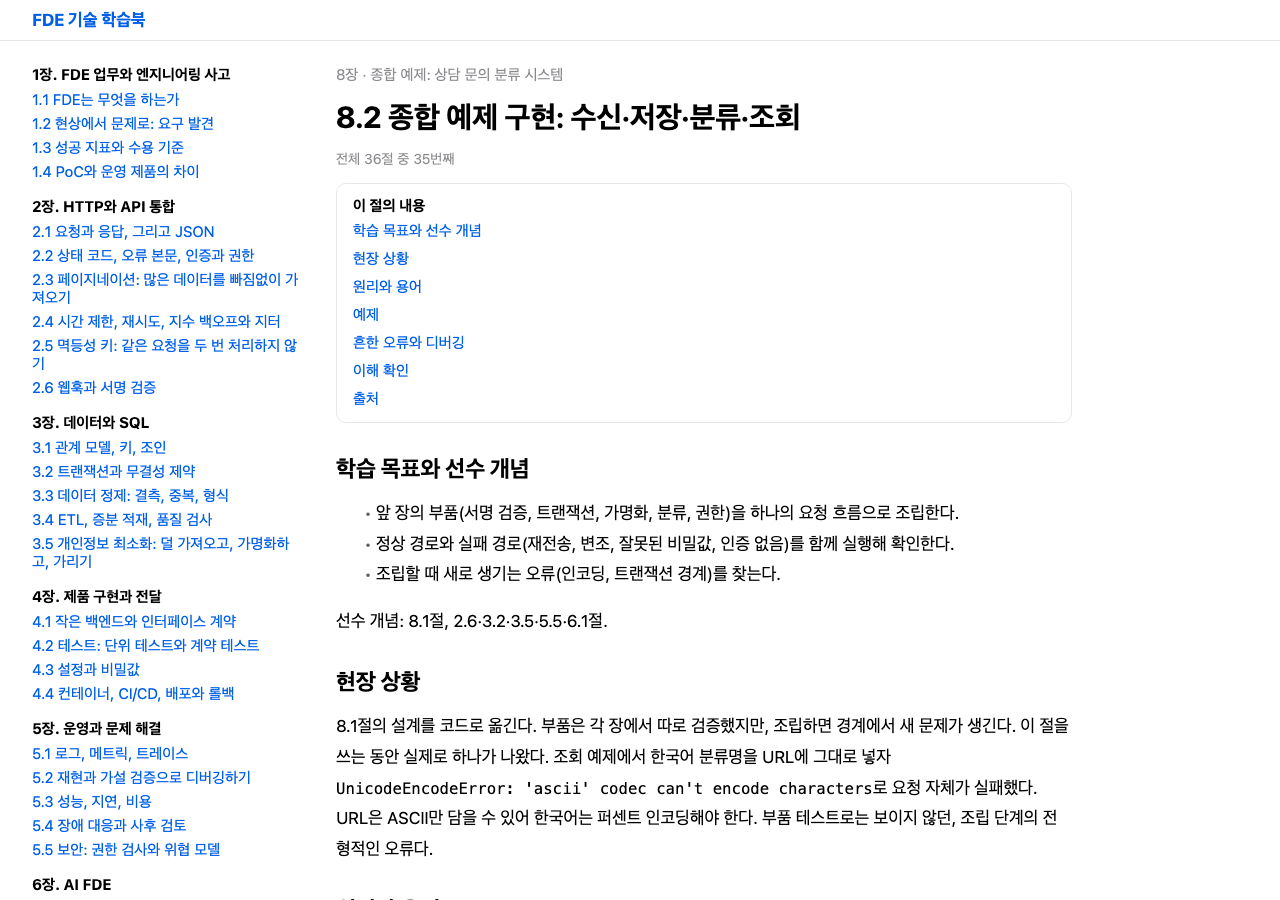 FDE 기술 학습북
1장. FDE 업무와 엔지니어링 사고
1.1 FDE는 무엇을 하는가
1.2 현상에서 문제로: 요구 발견
1.3 성공 지표와 수용 기준
1.4 PoC와 운영 제품의 차이
2장. HTTP와 API 통합
2.1 요청과 응답, 그리고 JSON
2.2 상태 코드, 오류 본문, 인증과 권한
2.3 페이지네이션: 많은 데이터를 빠짐없이 가
져오기
2.4 시간 제한, 재시도, 지수 백오프와 지터
2.5 멱등성 키: 같은 요청을 두 번 처리하지 않
기
2.6 웹훅과 서명 검증
3장. 데이터와 SQL
3.1 관계 모델, 키, 조인
3.2 트랜잭션과 무결성 제약
3.3 데이터 정제: 결측, 중복, 형식
3.4 ETL, 증분 적재, 품질 검사
3.5 개인정보 최소화: 덜 가져오고, 가명화하
고, 가리기
4장. 제품 구현과 전달
4.1 작은 백엔드와 인터페이스 계약
4.2 테스트: 단위 테스트와 계약 테스트
4.3 설정과 비밀값
4.4 컨테이너, CI/CD, 배포와 롤백
5장. 운영과 문제 해결
5.1 로그, 메트릭, 트레이스
5.2 재현과 가설 검증으로 디버깅하기
5.3 성능, 지연, 비용
5.4 장애 대응과 사후 검토
5.5 보안: 권한 검사와 위협 모델
6장. AI FDE
8장 · 종합 예제: 상담 문의 분류 시스템
8.2 종합 예제 구현: 수신·저장·분류·조회
전체 36절 중 35번째
이 절의 내용
학습 목표와 선수 개념
현장 상황
원리와 용어
예제
흔한 오류와 디버깅
이해 확인
출처
학습 목표와 선수 개념
• 앞 장의 부품(서명 검증, 트랜잭션, 가명화, 분류, 권한)을 하나의 요청 흐름으로 조립한다.
• 정상 경로와 실패 경로(재전송, 변조, 잘못된 비밀값, 인증 없음)를 함께 실행해 확인한다.
• 조립할 때 새로 생기는 오류(인코딩, 트랜잭션 경계)를 찾는다.
선수 개념: 8.1절, 2.6·3.2·3.5·5.5·6.1절.
현장 상황
8.1절의 설계를 코드로 옮긴다. 부품은 각 장에서 따로 검증했지만, 조립하면 경계에서 새 문제가 생긴다. 이 절을
쓰는 동안 실제로 하나가 나왔다. 조회 예제에서 한국어 분류명을 URL에 그대로 넣자
UnicodeEncodeError: 'ascii' codec can't encode characters로 요청 자체가 실패했다.
URL은 ASCII만 담을 수 있어 한국어는 퍼센트 인코딩해야 한다. 부품 테스트로는 보이지 않던, 조립 단계의 전
형적인 오류다.